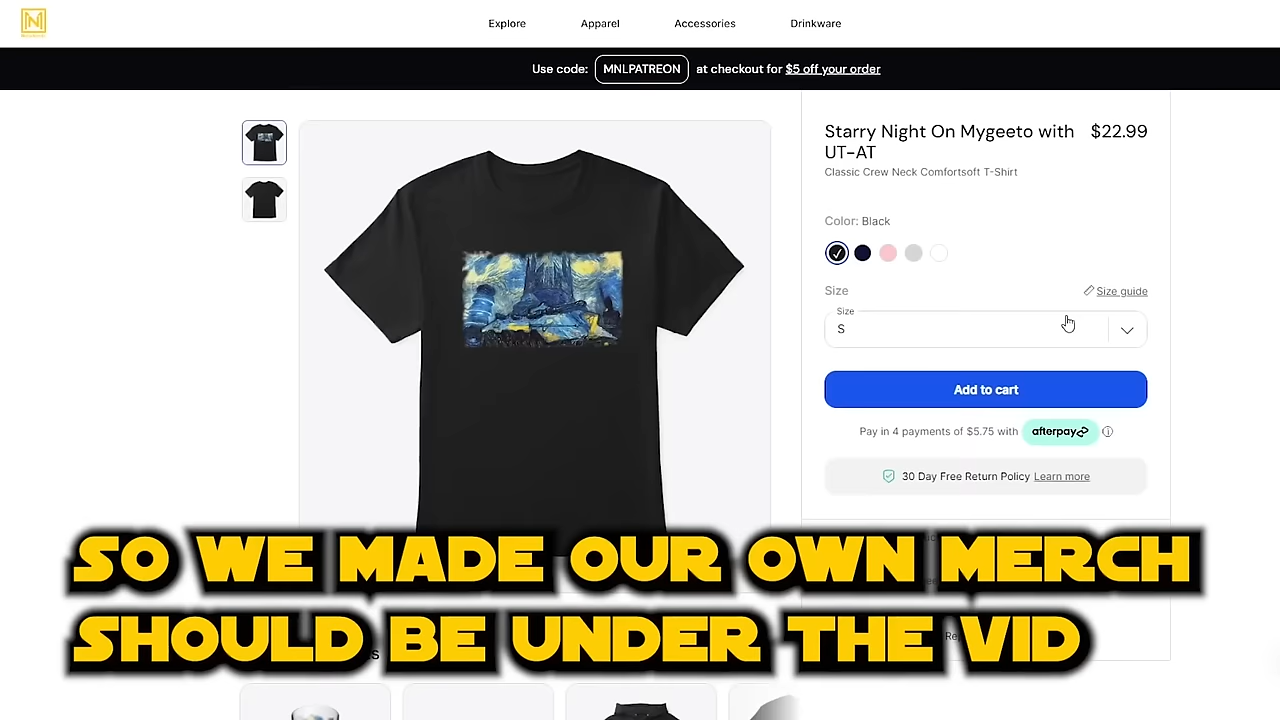 Explore Apparel Accessories Drinkware
Use code: MNLPATREON at checkout for $5 off your order
Starry Night On Mygeeto with $22.99
UT-AT
Classic Crew Neck Comfortsoft T-Shirt
Color: Black
Size Size guide
Size
S
Add to cart
Pay in 4 payments of $5.75 with afterpay
30 Day Free Return Policy Learn more
SO WE MADE OUR OWN MERCH
SHOULD BE UNDER THE VID